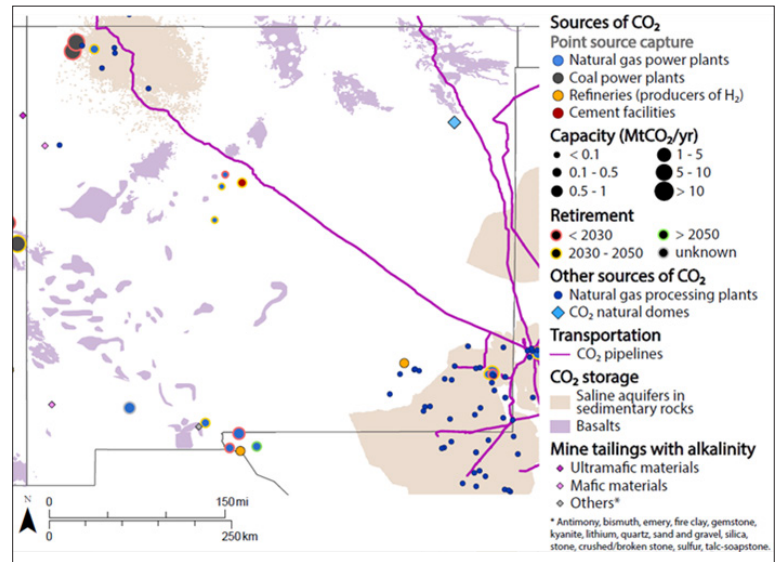 Sources of CO₂
Point source capture
Natural gas power plants
Coal power plants
Refineries (producers of H₂)
Cement facilities
Capacity (MtCO₂/yr)
< 0.1 1 - 5
0.1 - 0.5 5 - 10
0.5 - 1 > 10
Retirement
< 2030 > 2050
2030 - 2050 unknown
Other sources of CO₂
Natural gas processing plants
CO₂ natural domes
Transportation
CO₂ pipelines
CO₂ storage
Saline aquifers in
sedimentary rocks
Basalts
Mine tailings with alkalinity
Ultramafic materials
Mafic materials
Others*
* Antimony, bismuth, emery, fire clay, gemstone,
kyanite, lithium, quartz, sand and gravel, silica,
stone, crushed/broken stone, sulfur, talc-soapstone.
N
0 150 mi
0 250 km